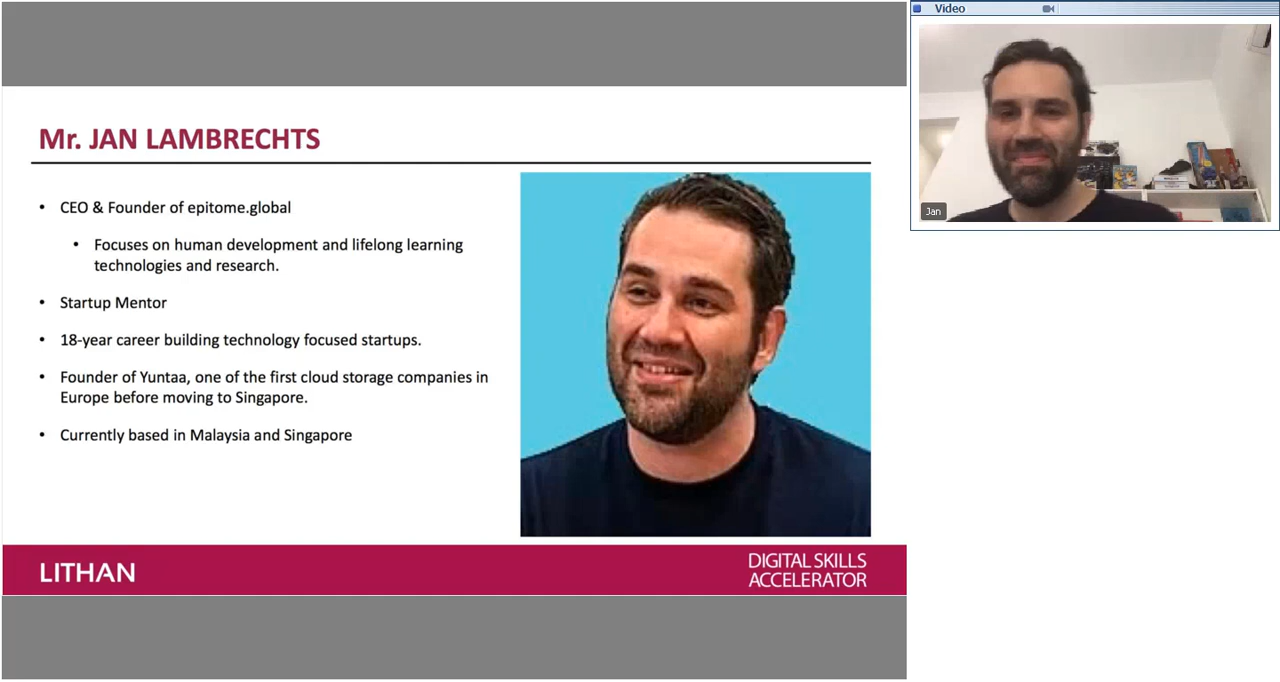 Mr. JAN LAMBRECHTS
• CEO & Founder of epitome.global
• Focuses on human development and lifelong learning
technologies and research.
• Startup Mentor
• 18-year career building technology focused startups.
• Founder of Yuntaa, one of the first cloud storage companies in
Europe before moving to Singapore.
• Currently based in Malaysia and Singapore
LITHAN
DIGITAL SKILLS
ACCELERATOR
Video
Jan